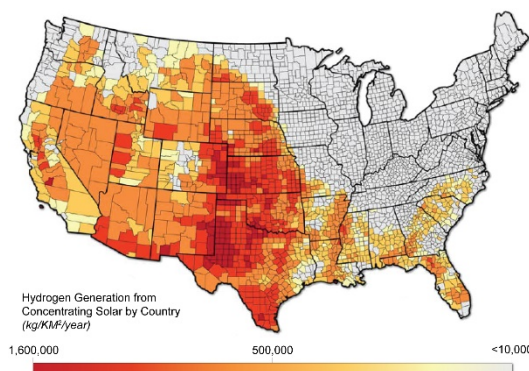 Hydrogen Generation from
Concentrating Solar by Country
(kg/KM²/year)
1,600,000 500,000 <10,000